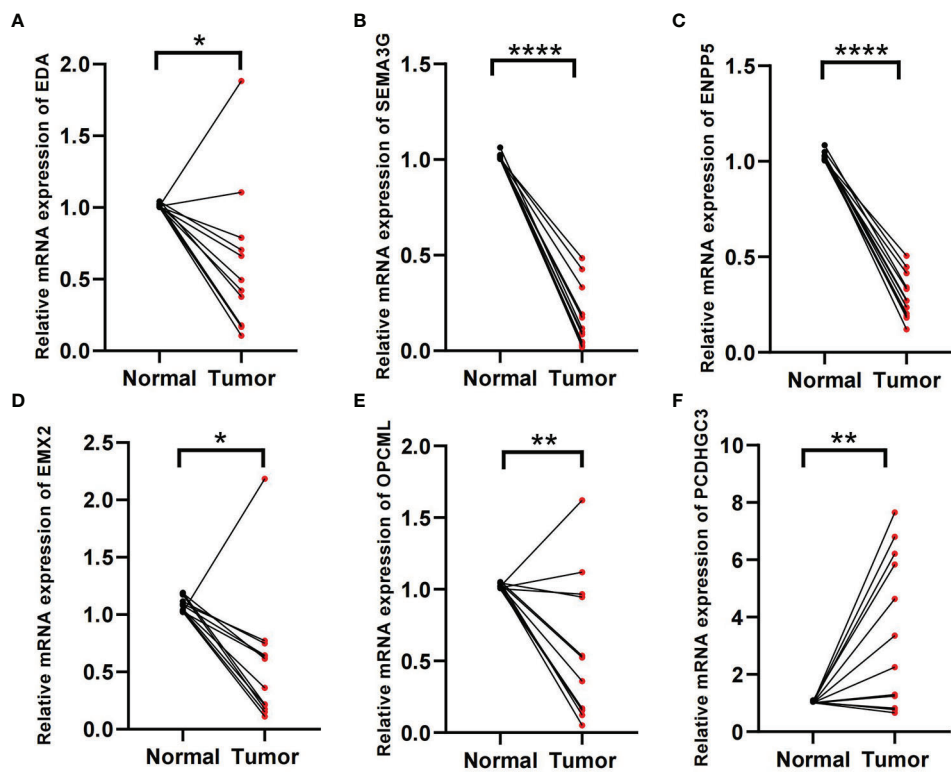 A
Relative mRNA expression of EDA
*
2.0
1.5
1.0
0.5
0.0
Normal Tumor
B
Relative mRNA expression of SEMA3G
****
1.5
1.0
0.5
0.0
Normal Tumor
C
Relative mRNA expression of ENPP5
****
1.5
1.0
0.5
0.0
Normal Tumor
D
Relative mRNA expression of EMX2
*
2.5
2.0
1.5
1.0
0.5
0.0
Normal Tumor
E
Relative mRNA expression of OPCML
**
2.0
1.5
1.0
0.5
0.0
Normal Tumor
F
Relative mRNA expression of PCDHGC3
**
10
8
6
4
2
0
Normal Tumor